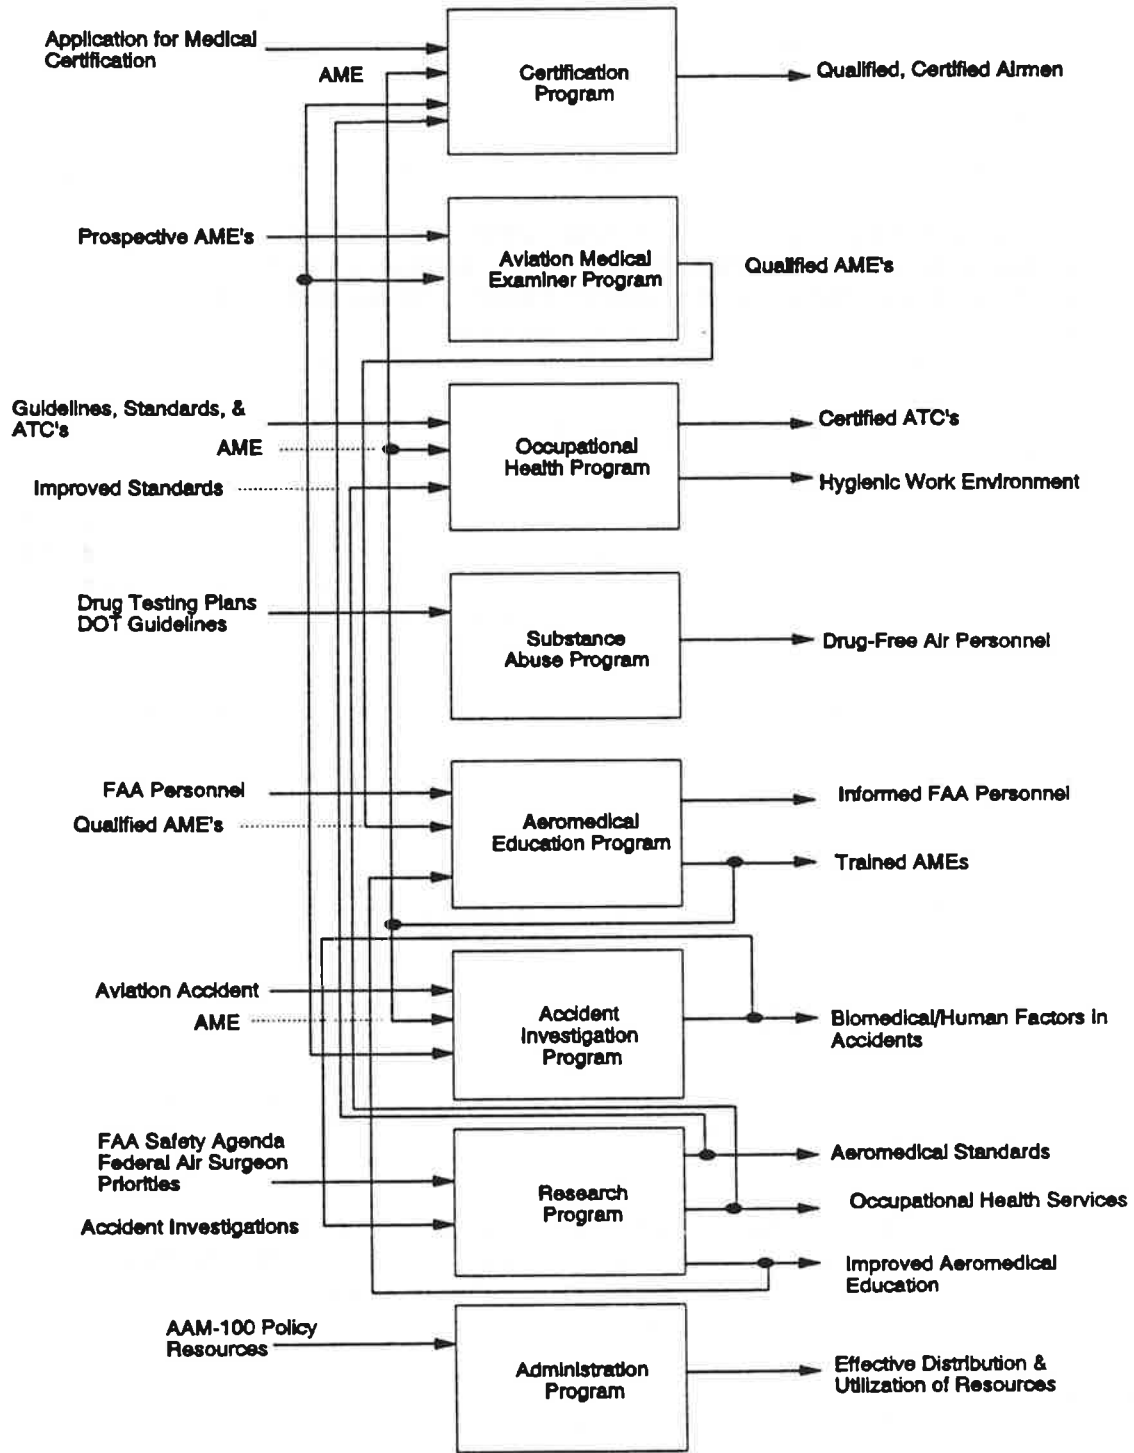 Application for Medical
Certification
AME
Certification
Program
Qualified, Certified Airmen
Prospective AME's
Aviation Medical
Examiner Program
Qualified AME's
Guidelines, Standards, &
ATC's
AME
Improved Standards
Occupational
Health Program
Certified ATC's
Hygienic Work Environment
Drug Testing Plans
DOT Guidelines
Substance
Abuse Program
Drug-Free Air Personnel
FAA Personnel
Qualified AME's
Aeromedical
Education Program
Informed FAA Personnel
Trained AMEs
Aviation Accident
AME
Accident
Investigation
Program
Biomedical/Human Factors in
Accidents
FAA Safety Agenda
Federal Air Surgeon
Priorities
Accident Investigations
Research
Program
Aeromedical Standards
Occupational Health Services
Improved Aeromedical
Education
AAM-100 Policy
Resources
Administration
Program
Effective Distribution &
Utilization of Resources